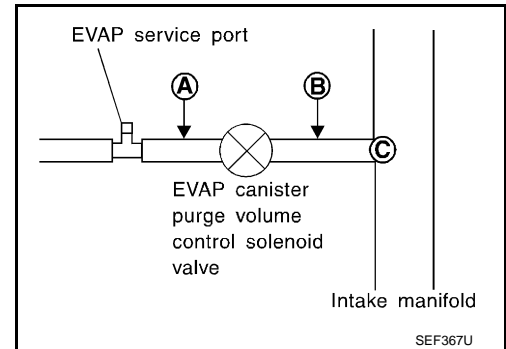 EVAP service port
A
B
C
EVAP canister
purge volume
control solenoid
valve
Intake manifold
SEF367U